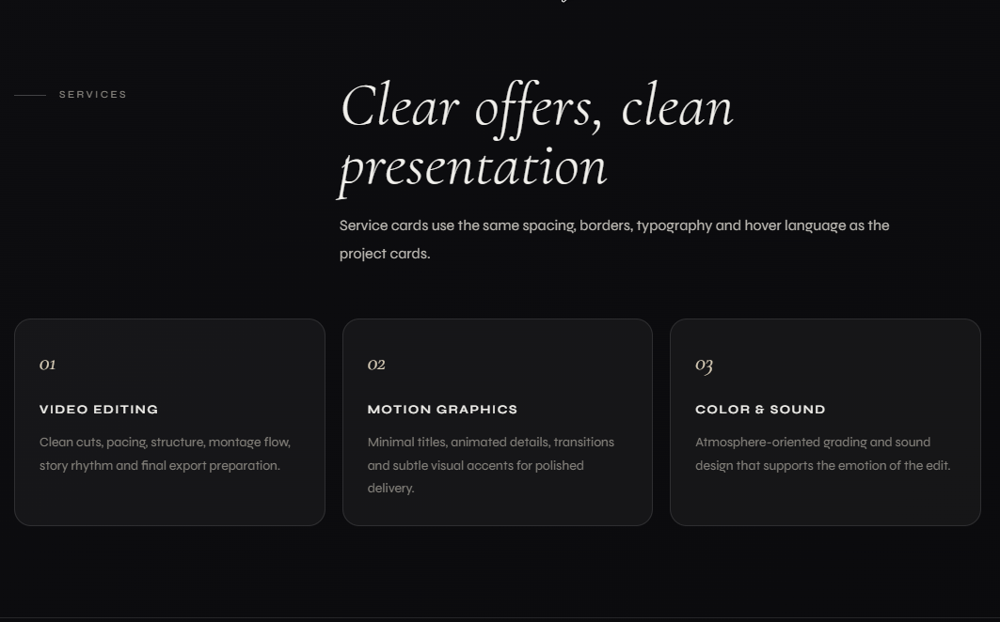 SERVICES
Clear offers, clean
presentation
Service cards use the same spacing, borders, typography and hover language as the
project cards.
01
VIDEO EDITING
Clean cuts, pacing, structure, montage flow,
story rhythm and final export preparation.
02
MOTION GRAPHICS
Minimal titles, animated details, transitions
and subtle visual accents for polished
delivery.
03
COLOR & SOUND
Atmosphere-oriented grading and sound
design that supports the emotion of the edit.